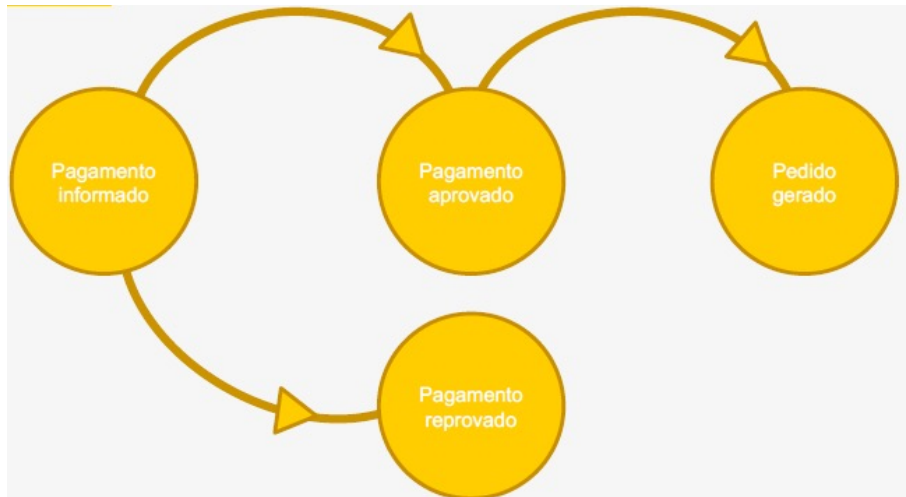 Pagamento
informado
Pagamento
aprovado
Pedido
gerado
Pagamento
reprovado